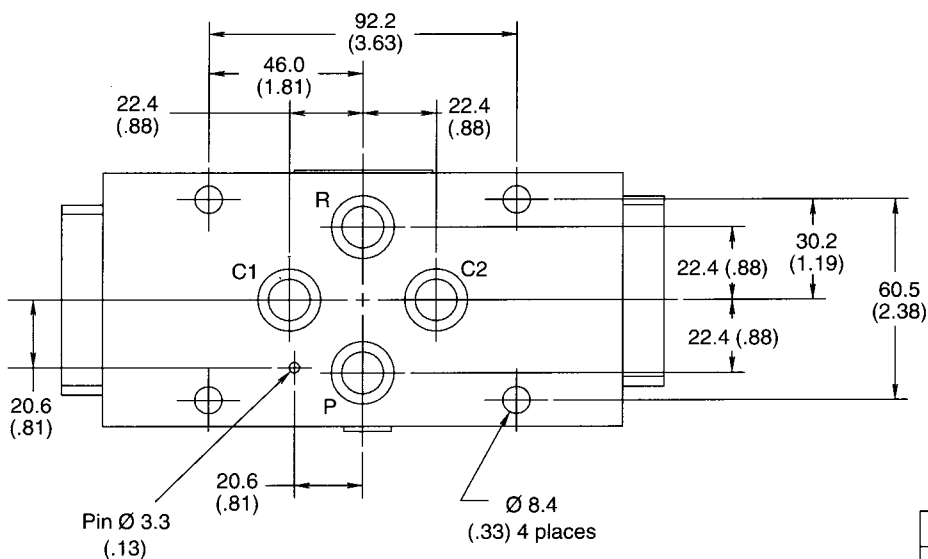 92.2
(3.63)
46.0
(1.81)
22.4
(.88)
22.4
(.88)
R
C1
C2
P
22.4 (.88)
22.4 (.88)
30.2
(1.19)
60.5
(2.38)
20.6
(.81)
20.6
(.81)
Pin Ø 3.3
(.13)
Ø 8.4
(.33) 4 places